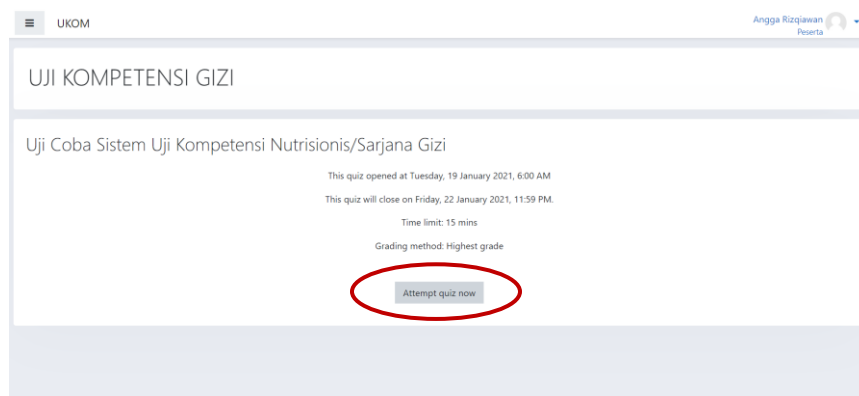 UKOM
Angga Rizqiawan
Peserta
UJI KOMPETENSI GIZI
Uji Coba Sistem Uji Kompetensi Nutrisionis/Sarjana Gizi
This quiz opened at Tuesday, 19 January 2021, 6:00 AM
This quiz will close on Friday, 22 January 2021, 11:59 PM.
Time limit: 15 mins
Grading method: Highest grade
Attempt quiz now